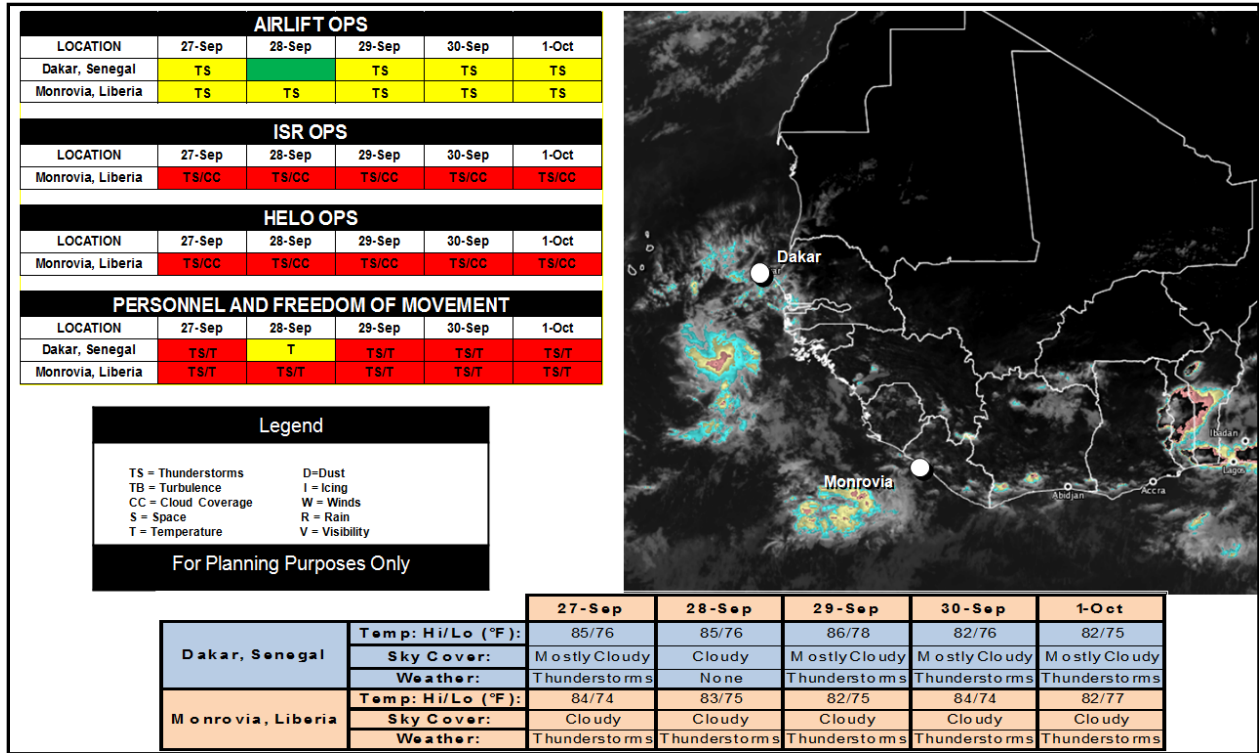 AIRLIFT OPS
LOCATION 27-Sep 28-Sep 29-Sep 30-Sep 1-Oct
Dakar, Senegal TS TS TS TS
Monrovia, Liberia TS TS TS TS TS
ISR OPS
LOCATION 27-Sep 28-Sep 29-Sep 30-Sep 1-Oct
Monrovia, Liberia TS/CC TS/CC TS/CC TS/CC TS/CC
HELO OPS
LOCATION 27-Sep 28-Sep 29-Sep 30-Sep 1-Oct
Monrovia, Liberia TS/CC TS/CC TS/CC TS/CC TS/CC
PERSONNEL AND FREEDOM OF MOVEMENT
LOCATION 27-Sep 28-Sep 29-Sep 30-Sep 1-Oct
Dakar, Senegal TS/T T TS/T TS/T TS/T
Monrovia, Liberia TS/T TS/T TS/T TS/T TS/T
Legend
TS = Thunderstorms D=Dust
TB = Turbulence I = Icing
CC = Cloud Coverage W = Winds
S = Space R = Rain
T = Temperature V = Visibility
For Planning Purposes Only
Dakar
Monrovia
Abidjan
Accra
Ibadan
Lagos
27-Sep 28-Sep 29-Sep 30-Sep 1-Oct
Dakar, Senegal
Temp: Hi/Lo (°F): 85/76 85/76 86/78 82/76 82/75
Sky Cover: Mostly Cloudy Cloudy Mostly Cloudy Mostly Cloudy Mostly Cloudy
Weather: Thunderstorms None Thunderstorms Thunderstorms Thunderstorms
Monrovia, Liberia
Temp: Hi/Lo (°F): 84/74 83/75 82/75 84/74 82/77
Sky Cover: Cloudy Cloudy Cloudy Cloudy Cloudy
Weather: Thunderstorms Thunderstorms Thunderstorms Thunderstorms Thunderstorms